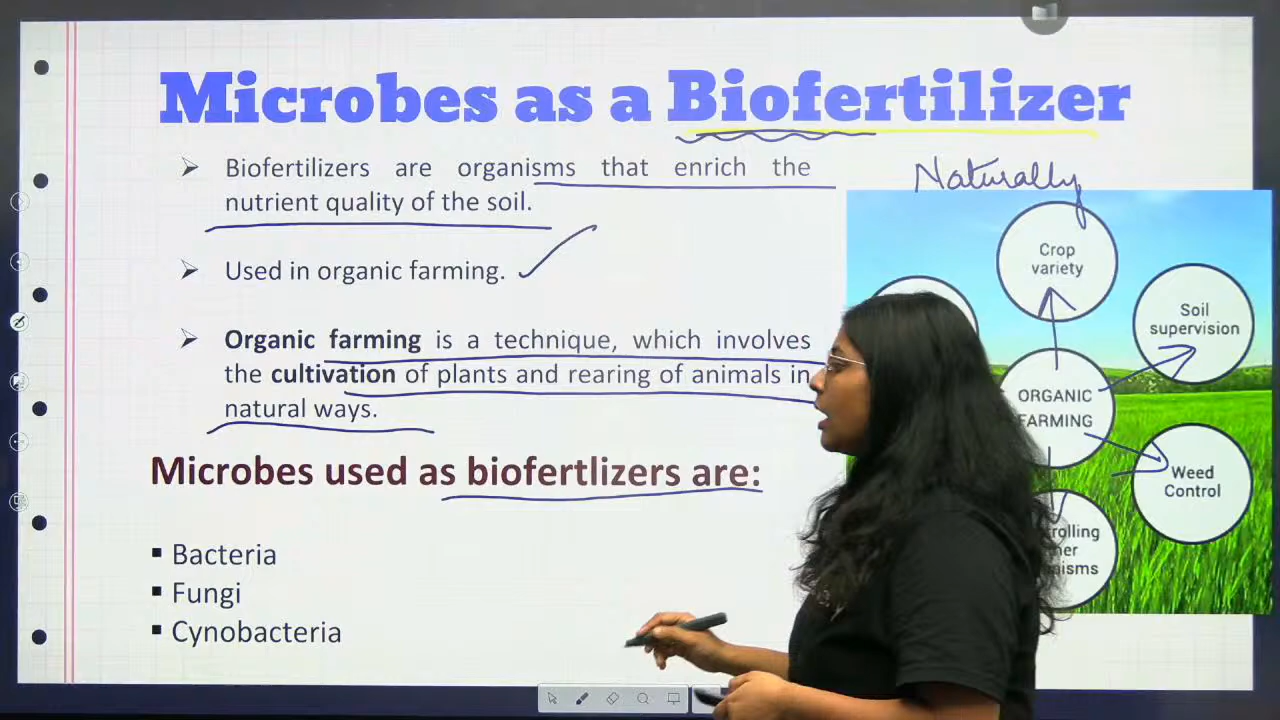 Microbes as a Biofertilizer
Biofertilizers are organisms that enrich the
nutrient quality of the soil.
Used in organic farming.
Organic farming is a technique, which involves
the cultivation of plants and rearing of animals in
natural ways.
Microbes used as biofertlizers are:
Bacteria
Fungi
Cynobacteria
Naturally
Crop
variety
Soil
supervision
ORGANIC
FARMING
Weed
Control